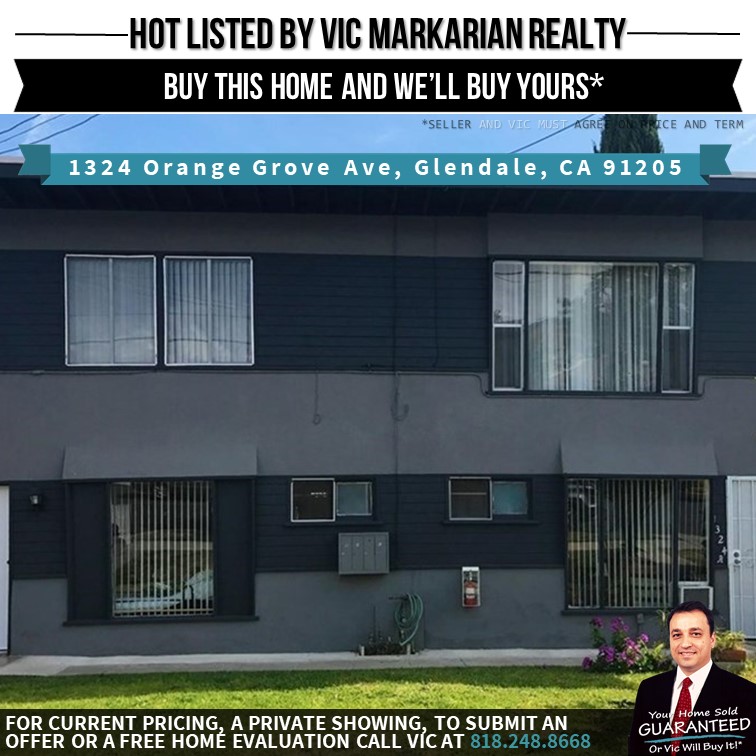 HOT LISTED BY VIC MARKARIAN REALTY
BUY THIS HOME AND WE'LL BUY YOURS*
*SELLER AND VIC MUST AGREE ON PRICE AND TERM
1324 Orange Grove Ave, Glendale, CA 91205
324A
Your Home Sold
GUARANTEED
Or Vic Will Buy It!
FOR CURRENT PRICING, A PRIVATE SHOWING, TO SUBMIT AN
OFFER OR A FREE HOME EVALUATION CALL VIC AT 818.248.8668